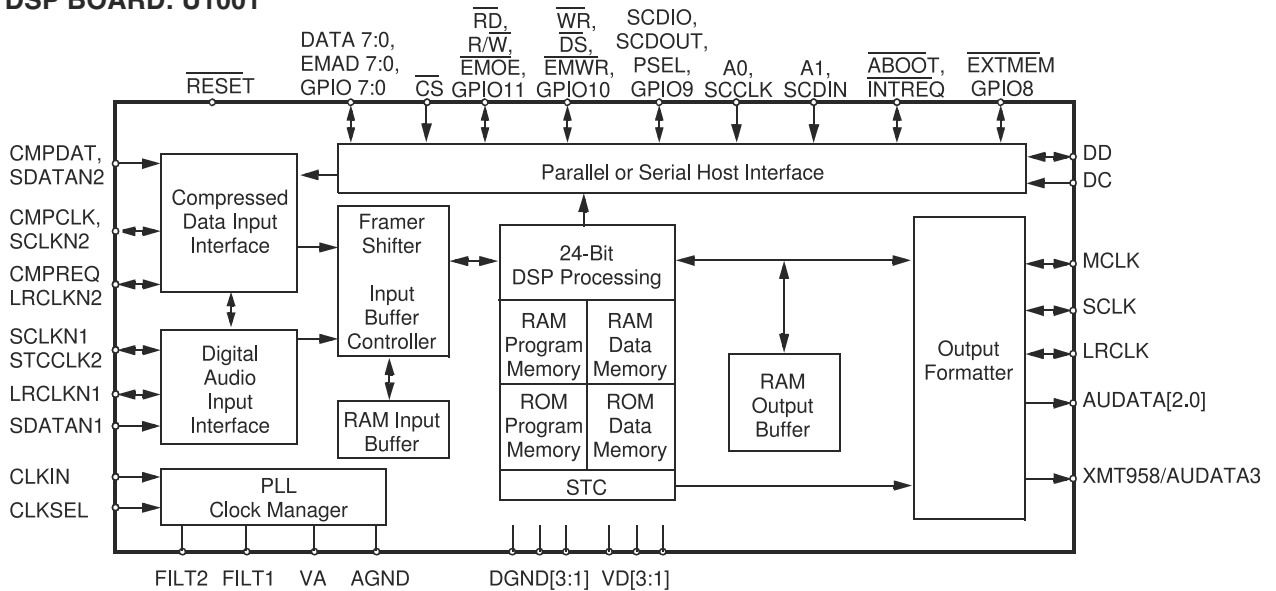 DSP BOARD: U1001
RESET
DATA 7:0,
EMAD 7:0,
GPIO 7:0
CS
RD,
R/W,
EMOE,
GPIO11
WR,
DS,
EMWR,
GPIO10
SCDIO,
SCDOUT,
PSEL,
GPIO9
A0,
SCCLK
A1,
SCDIN
ABOOT,
INTREQ
EXTMEM
GPIO8
CMPDAT,
SDATAN2
CMPCLK,
SCLKN2
CMPREQ
LRCLKN2
SCLKN1
STCCLK2
LRCLKN1
SDATAN1
CLKIN
CLKSEL
Compressed
Data Input
Interface
Digital
Audio
Input
Interface
PLL
Clock Manager
Parallel or Serial Host Interface
Framer
Shifter
Input
Buffer
Controller
RAM Input
Buffer
24-Bit
DSP Processing
RAM
Program
Memory
RAM
Data
Memory
ROM
Program
Memory
ROM
Data
Memory
STC
RAM
Output
Buffer
Output
Formatter
DD
DC
MCLK
SCLK
LRCLK
AUDATA[2.0]
XMT958/AUDATA3
FILT2
FILT1
VA
AGND
DGND[3:1]
VD[3:1]